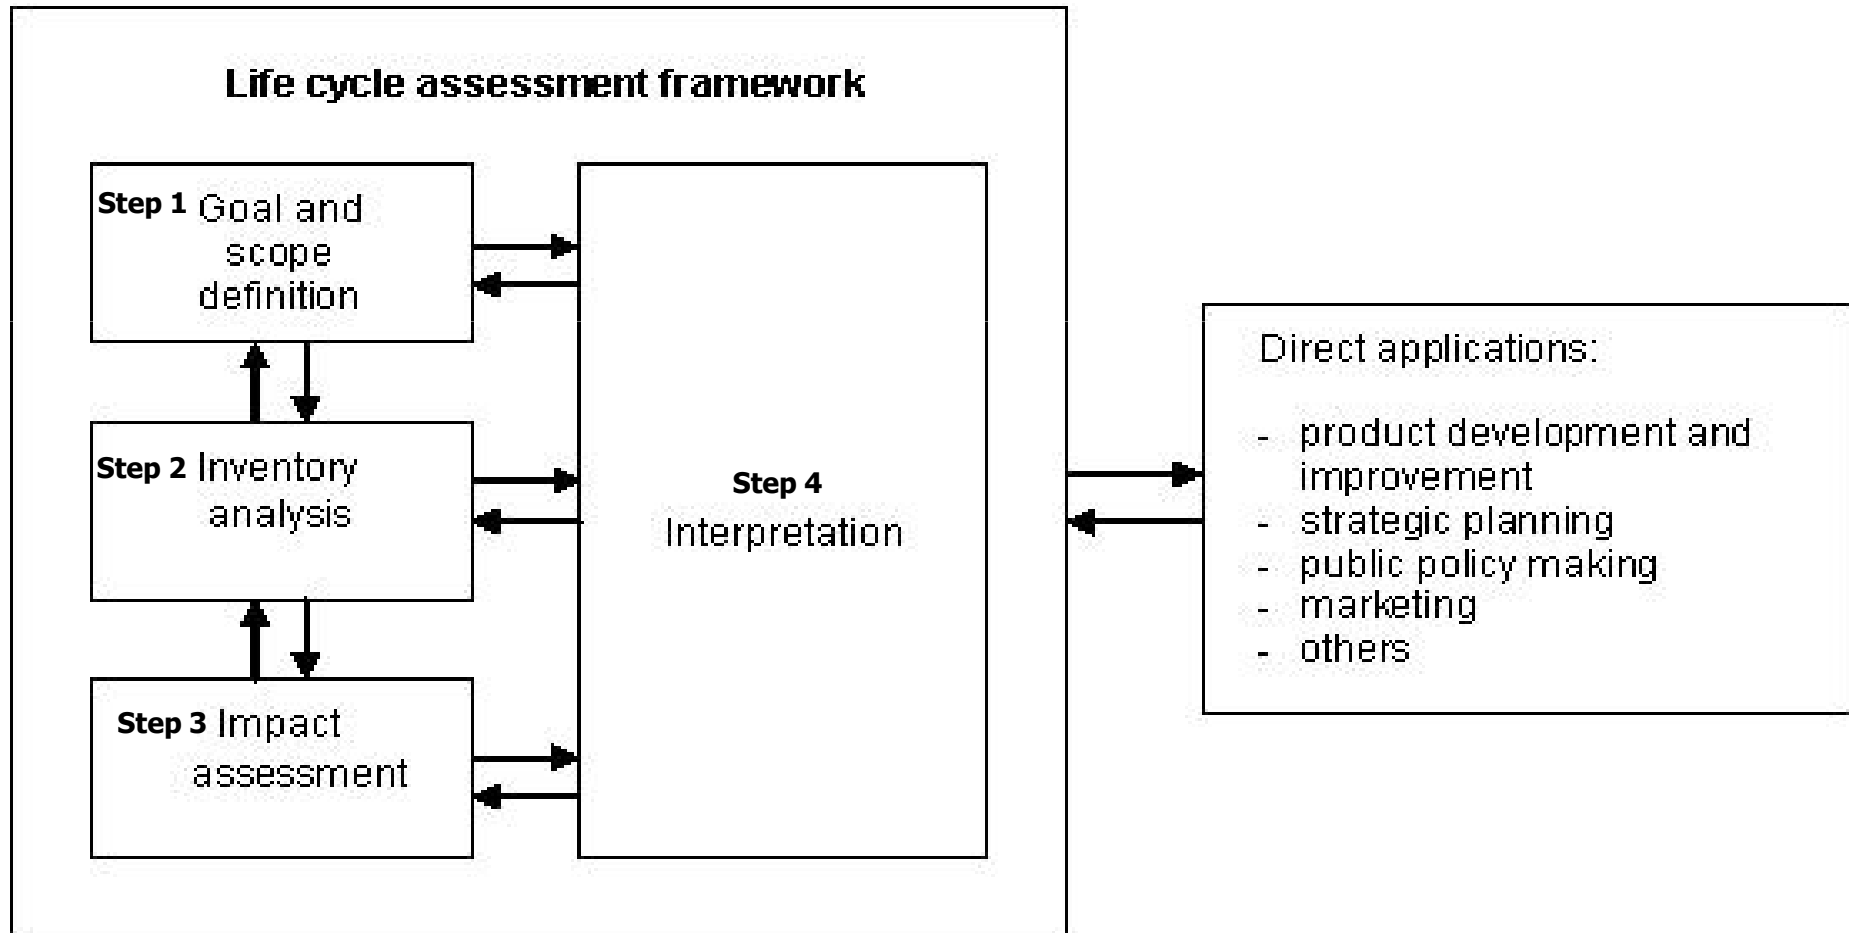 Life cycle assessment framework
Step 1 Goal and
scope
definition
Step 2 Inventory
analysis
Step 3 Impact
assessment
Step 4
Interpretation
Direct applications:
- product development and
improvement
- strategic planning
- public policy making
- marketing
- others